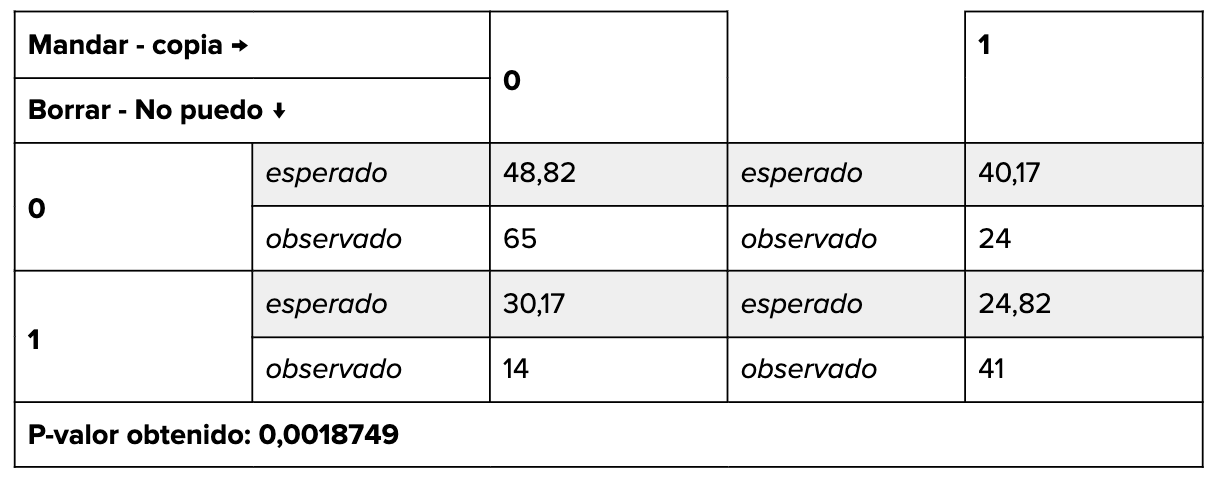 Mandar - copia → 0 1
Borrar - No puedo ↓
0 esperado 48,82 esperado 40,17
observado 65 observado 24
1 esperado 30,17 esperado 24,82
observado 14 observado 41
P-valor obtenido: 0,0018749